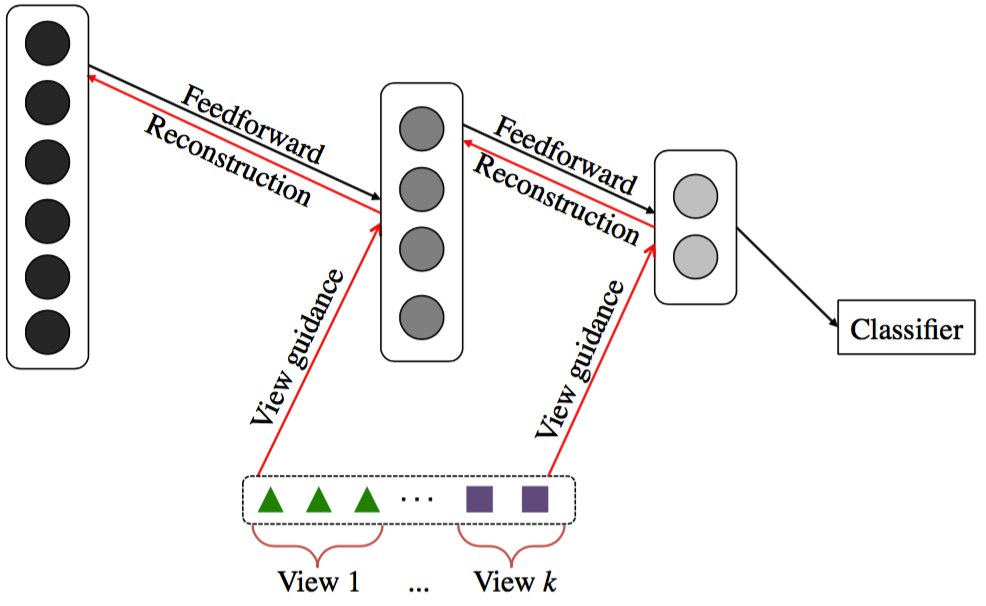 Feedforward
Reconstruction
Feedforward
Reconstruction
View guidance
View guidance
Classifier
...
View 1 ... View k